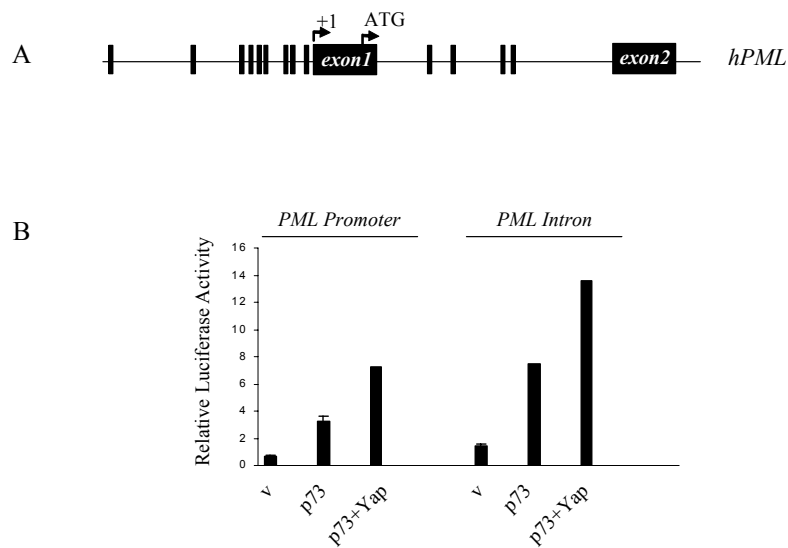 A
+1
ATG
exon1
exon2
hPML
B
PML Promoter
PML Intron
Relative Luciferase Activity
16
14
12
10
8
6
4
2
0
v
p73
p73+Yap
v
p73
p73+Yap